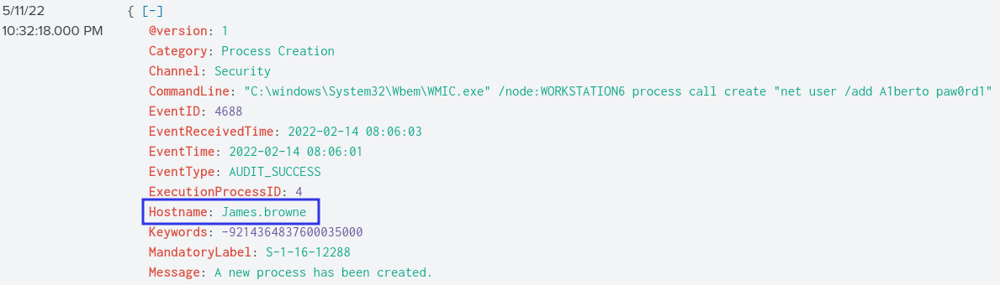 5/11/22 { [-]
10:32:18.000 PM @version: 1
Category: Process Creation
Channel: Security
CommandLine: "C:\windows\System32\Wbem\WMIC.exe" /node:WORKSTATION6 process call create "net user /add A1berto paw0rd1"
EventID: 4688
EventReceivedTime: 2022-02-14 08:06:03
EventTime: 2022-02-14 08:06:01
EventType: AUDIT_SUCCESS
ExecutionProcessID: 4
Hostname: James.browne
Keywords: -9214364837600035000
MandatoryLabel: S-1-16-12288
Message: A new process has been created.